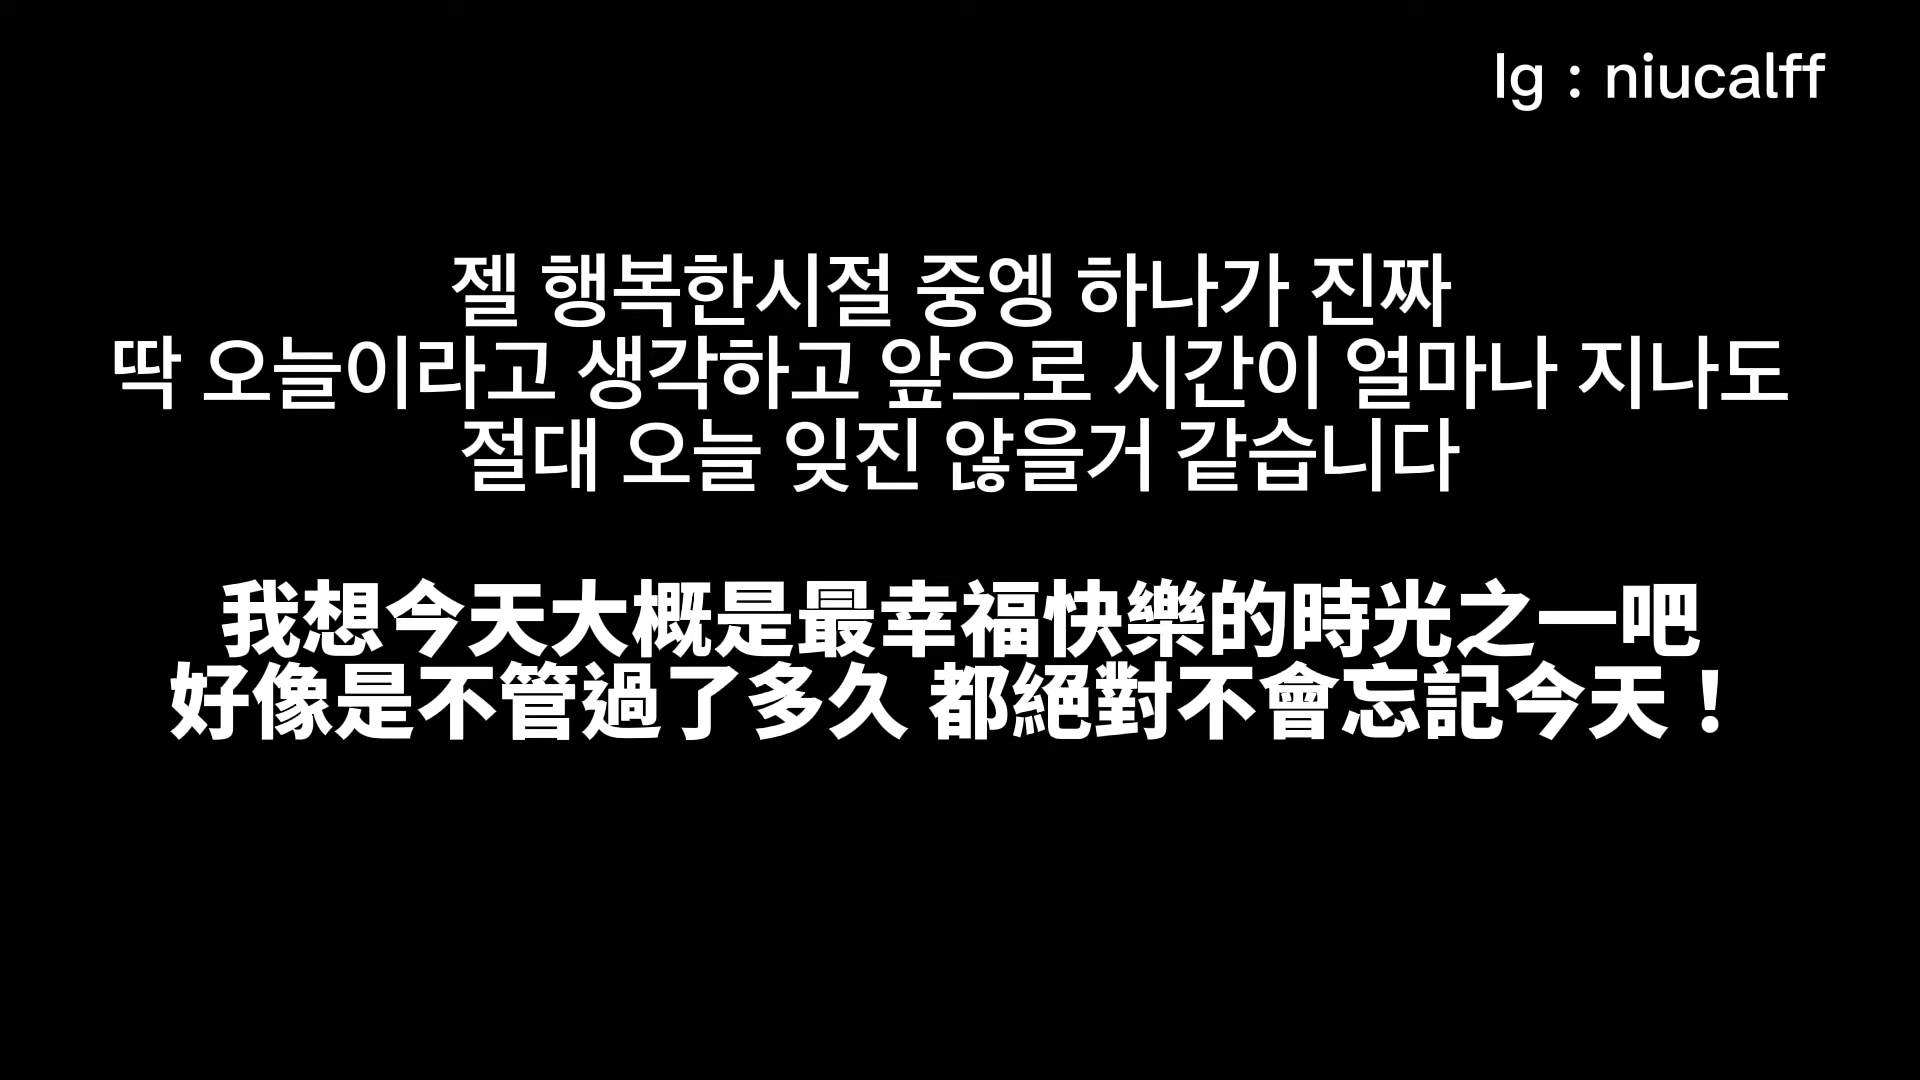 Ig : niucalff
젤 행복한시절 중엥 하나가 진짜
딱 오늘이라고 생각하고 앞으로 시간이 얼마나 지나도
절대 오늘 잊진 않을거 같습니다
我想今天大概是最幸福快樂的時光之一吧
好像是不管過了多久 都絕對不會忘記今天！